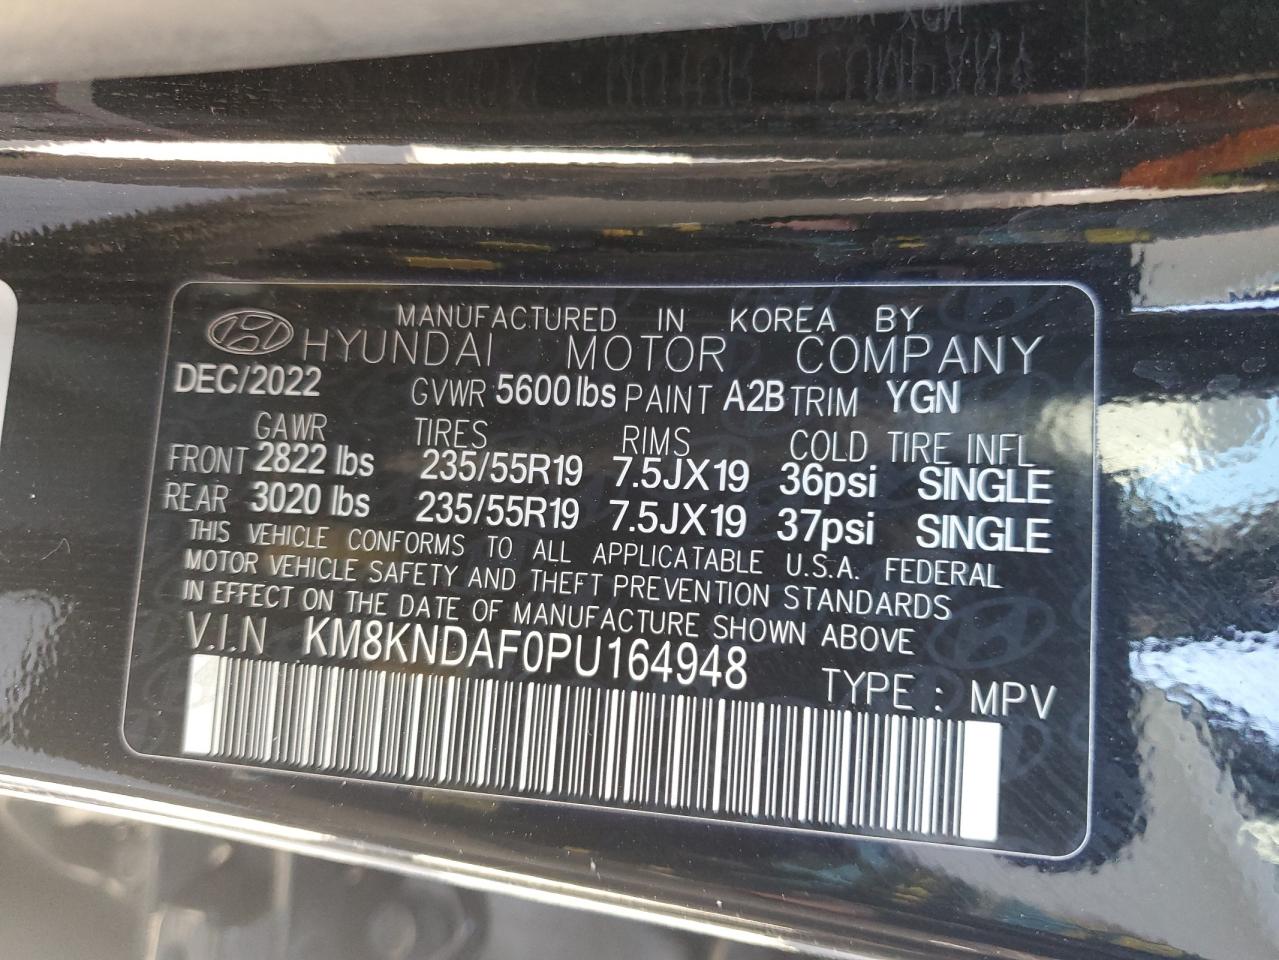 MANUFACTURED IN KOREA BY
HYUNDAI MOTOR COMPANY
DEC/2022 GVWR 5600 lbs PAINT A2B TRIM YGN
GAWR TIRES RIMS COLD TIRE INFL
FRONT 2822 lbs 235/55R19 7.5JX19 36psi SINGLE
REAR 3020 lbs 235/55R19 7.5JX19 37psi SINGLE
THIS VEHICLE CONFORMS TO ALL APPLICATABLE U.S.A. FEDERAL
MOTOR VEHICLE SAFETY AND THEFT PREVENTION STANDARDS
IN EFFECT ON THE DATE OF MANUFACTURE SHOWN ABOVE
V.I.N KM8KNDAF0PU164948
TYPE : MPV